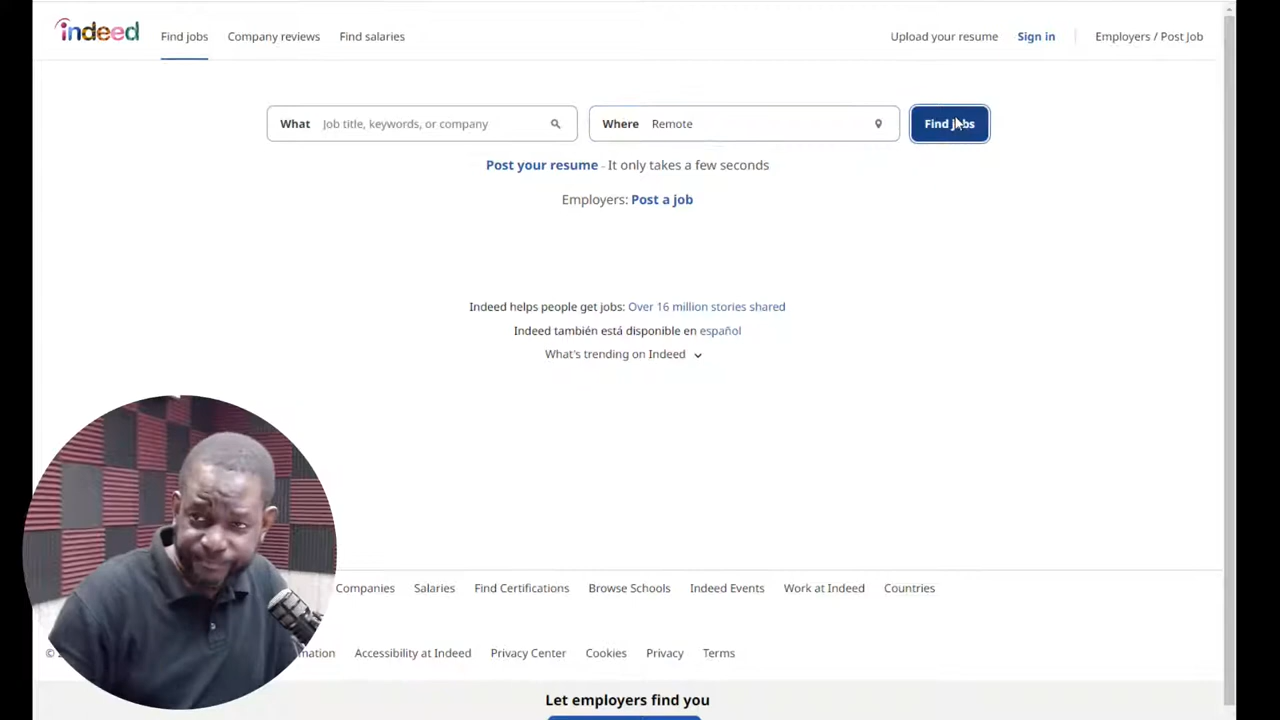 indeed
Find jobs
Company reviews
Find salaries
Upload your resume
Sign in
Employers / Post Job
What
Job title, keywords, or company
Where
Remote
Find jobs
Post your resume - It only takes a few seconds
Employers: Post a job
Indeed helps people get jobs: Over 16 million stories shared
Indeed también está disponible en español
What's trending on Indeed
Companies
Salaries
Find Certifications
Browse Schools
Indeed Events
Work at Indeed
Countries
©
Accessibility at Indeed
Privacy Center
Cookies
Privacy
Terms
Let employers find you